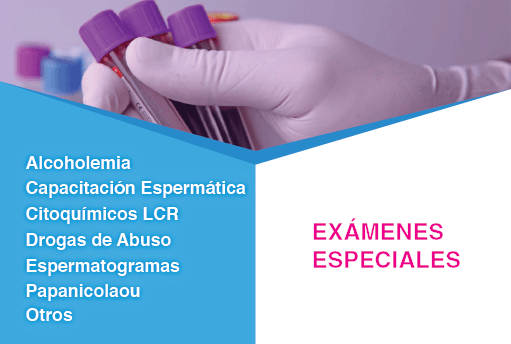 Alcoholemia
Capacitación Espermática
Citoquímicos LCR
Drogas de Abuso
Espermatogramas
Papanicolaou
Otros
EXÁMENES
ESPECIALES